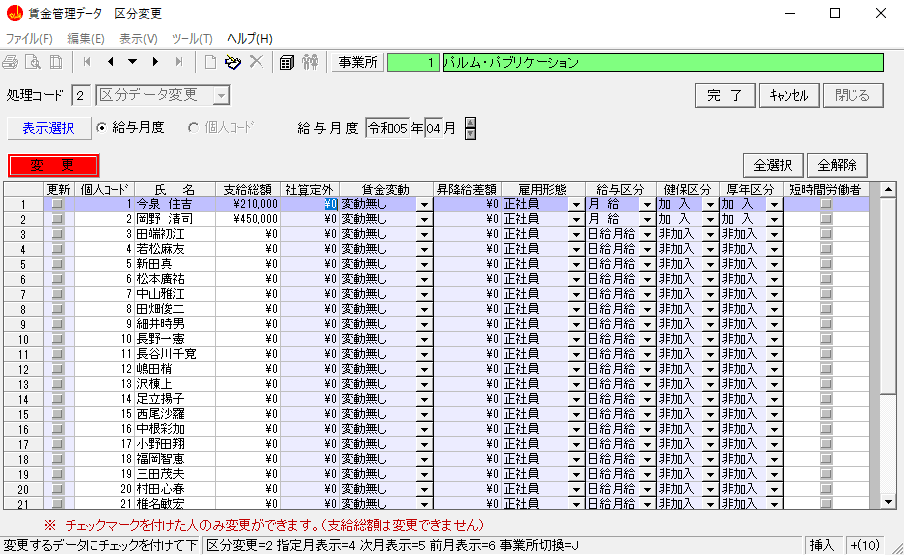 賃金管理データ 区分変更
ファイル(F) 編集(E) 表示(V) ツール(T) ヘルプ(H)
事業所 1 パルム・パブリケーション
処理コード 2 区分データ変更 完 了 キャンセル 閉じる
表示選択 給与月度 個人コード 給与月度 令和05 年 04 月
変 更 全選択 全解除
更新 個人コード 氏 名 支給総額 社算定外 賃金変動 昇降給差額 雇用形態 給与区分 健保区分 厚年区分 短時間労働者
1 1 今泉 住吉 ¥210,000 ¥0 変動無し ¥0 正社員 月 給 加 入 加 入
2 2 岡野 清司 ¥450,000 ¥0 変動無し ¥0 正社員 月 給 加 入 加 入
3 3 田端初江 ¥0 ¥0 変動無し ¥0 正社員 日給月給 非加入 非加入
4 4 若松麻友 ¥0 ¥0 変動無し ¥0 正社員 日給月給 非加入 非加入
5 5 新田真 ¥0 ¥0 変動無し ¥0 正社員 日給月給 非加入 非加入
6 6 松本廣祐 ¥0 ¥0 変動無し ¥0 正社員 日給月給 非加入 非加入
7 7 中山雅江 ¥0 ¥0 変動無し ¥0 正社員 日給月給 非加入 非加入
8 8 田畑俊二 ¥0 ¥0 変動無し ¥0 正社員 日給月給 非加入 非加入
9 9 細井時男 ¥0 ¥0 変動無し ¥0 正社員 日給月給 非加入 非加入
10 10 長野一憲 ¥0 ¥0 変動無し ¥0 正社員 日給月給 非加入 非加入
11 11 長谷川千寛 ¥0 ¥0 変動無し ¥0 正社員 日給月給 非加入 非加入
12 12 嶋田梢 ¥0 ¥0 変動無し ¥0 正社員 日給月給 非加入 非加入
13 13 沢棟上 ¥0 ¥0 変動無し ¥0 正社員 日給月給 非加入 非加入
14 14 足立揚子 ¥0 ¥0 変動無し ¥0 正社員 日給月給 非加入 非加入
15 15 西尾沙羅 ¥0 ¥0 変動無し ¥0 正社員 日給月給 非加入 非加入
16 16 中根彩加 ¥0 ¥0 変動無し ¥0 正社員 日給月給 非加入 非加入
17 17 小野田翔 ¥0 ¥0 変動無し ¥0 正社員 日給月給 非加入 非加入
18 18 福岡智恵 ¥0 ¥0 変動無し ¥0 正社員 日給月給 非加入 非加入
19 19 三田茂夫 ¥0 ¥0 変動無し ¥0 正社員 日給月給 非加入 非加入
20 20 村田心春 ¥0 ¥0 変動無し ¥0 正社員 日給月給 非加入 非加入
21 21 椎名敏宏 ¥0 ¥0 変動無し ¥0 正社員 日給月給 非加入 非加入
※ チェックマークを付けた人のみ変更ができます。(支給総額は変更できません)
変更するデータにチェックを付けて下 区分変更=2 指定月表示=4 次月表示=5 前月表示=6 事業所切換=J 挿入 +(10)